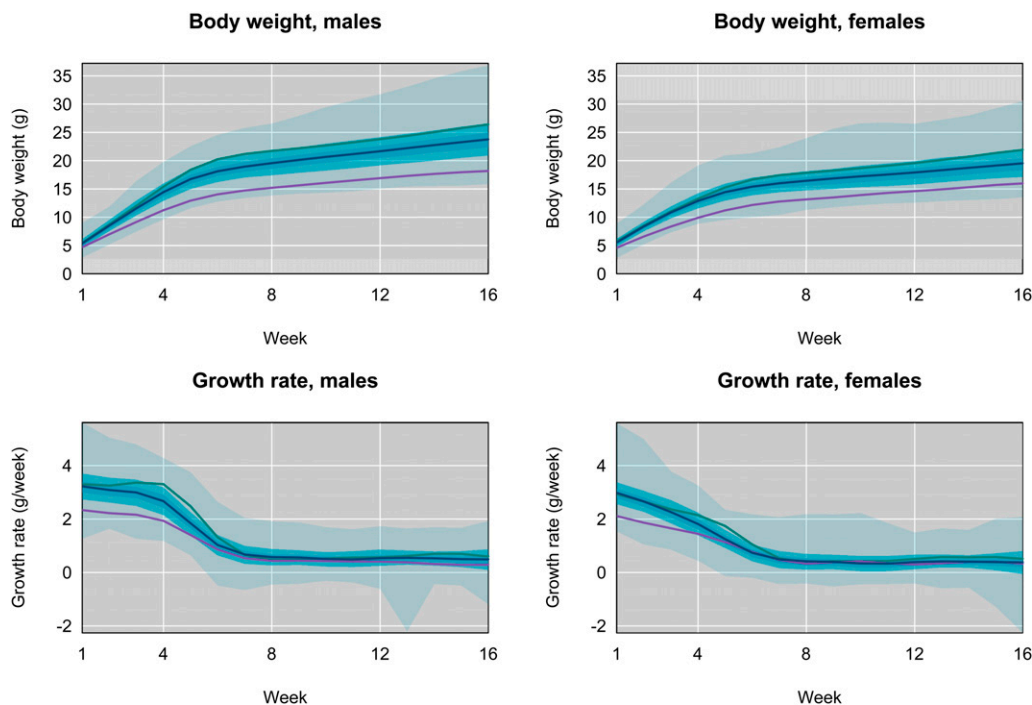 Body weight, males
Body weight (g)
35
30
25
20
15
10
5
0
1 4 8 12 16
Week
Body weight, females
Body weight (g)
35
30
25
20
15
10
5
0
1 4 8 12 16
Week
Growth rate, males
Growth rate (g/week)
4
2
0
-2
1 4 8 12 16
Week
Growth rate, females
Growth rate (g/week)
4
2
0
-2
1 4 8 12 16
Week